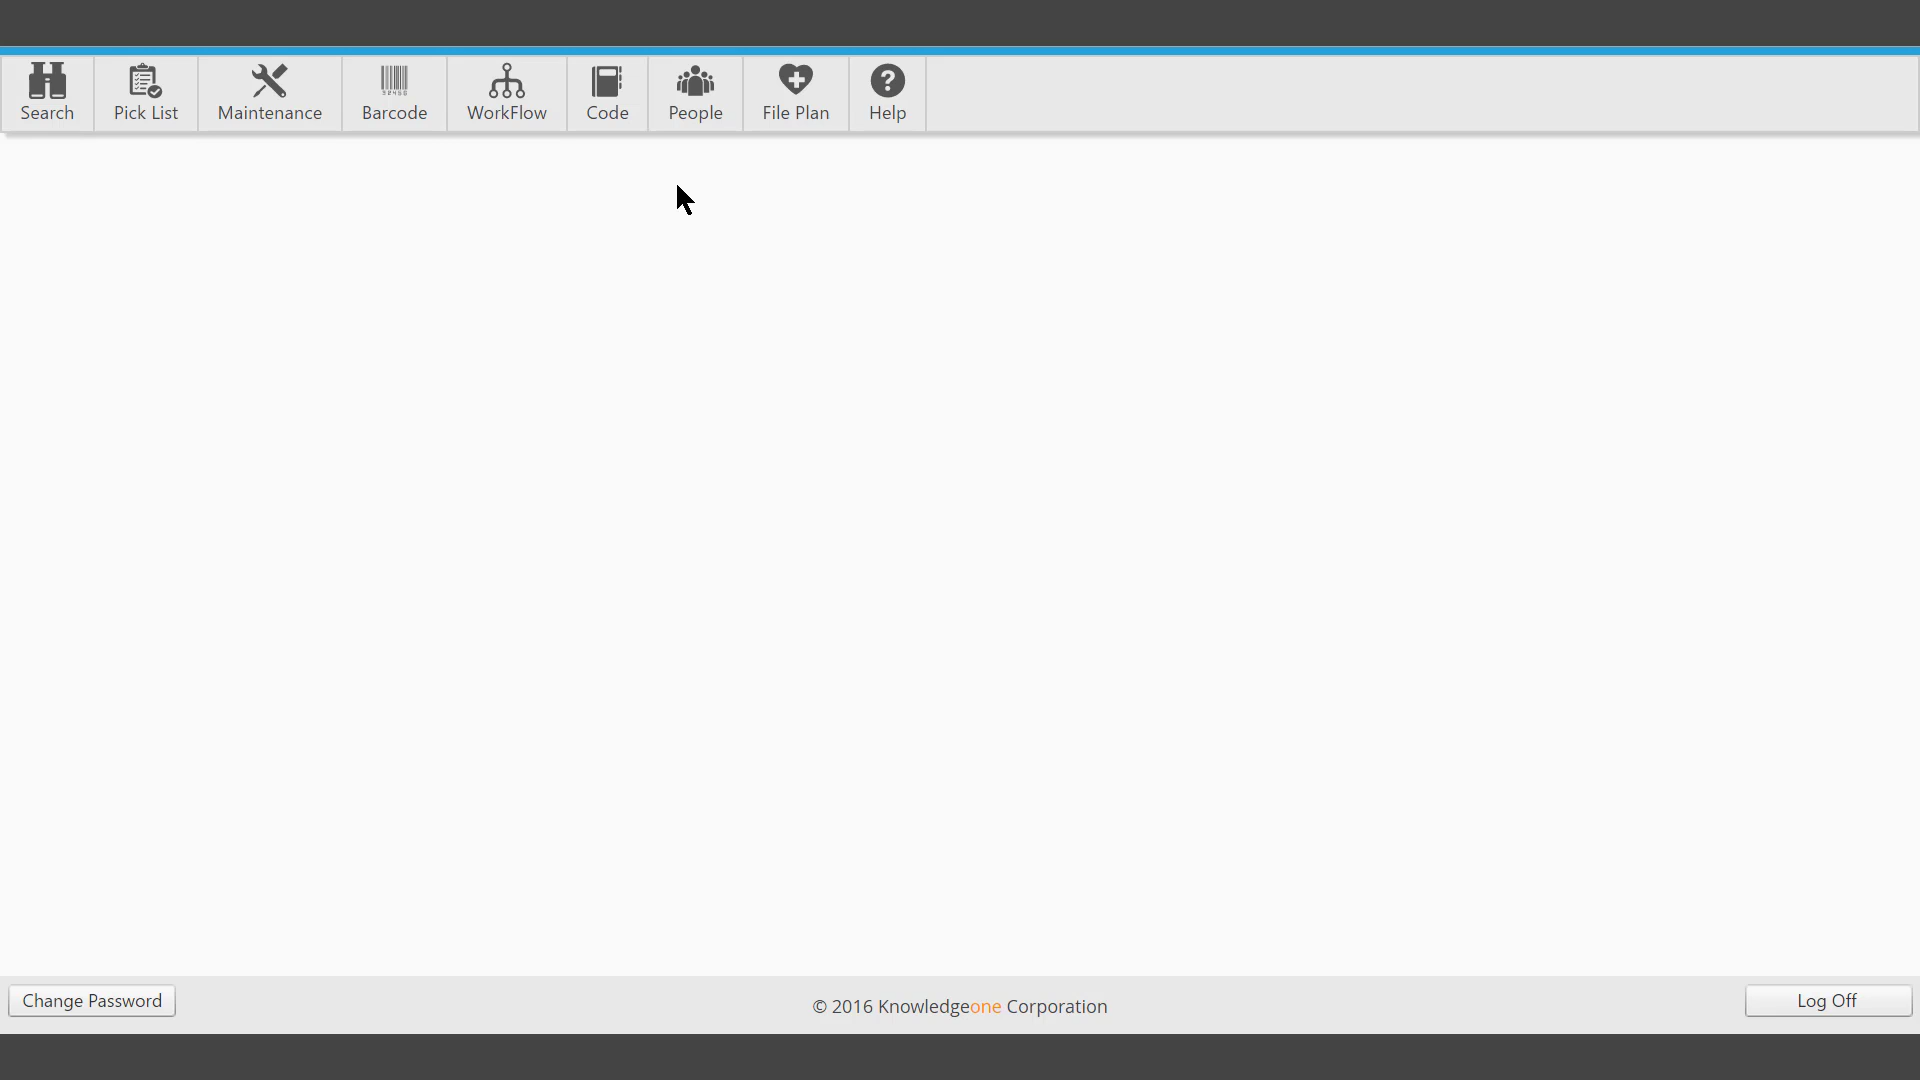 Search
Pick List
Maintenance
Barcode
WorkFlow
Code
People
File Plan
Help
Change Password
© 2016 Knowledgeone Corporation
Log Off